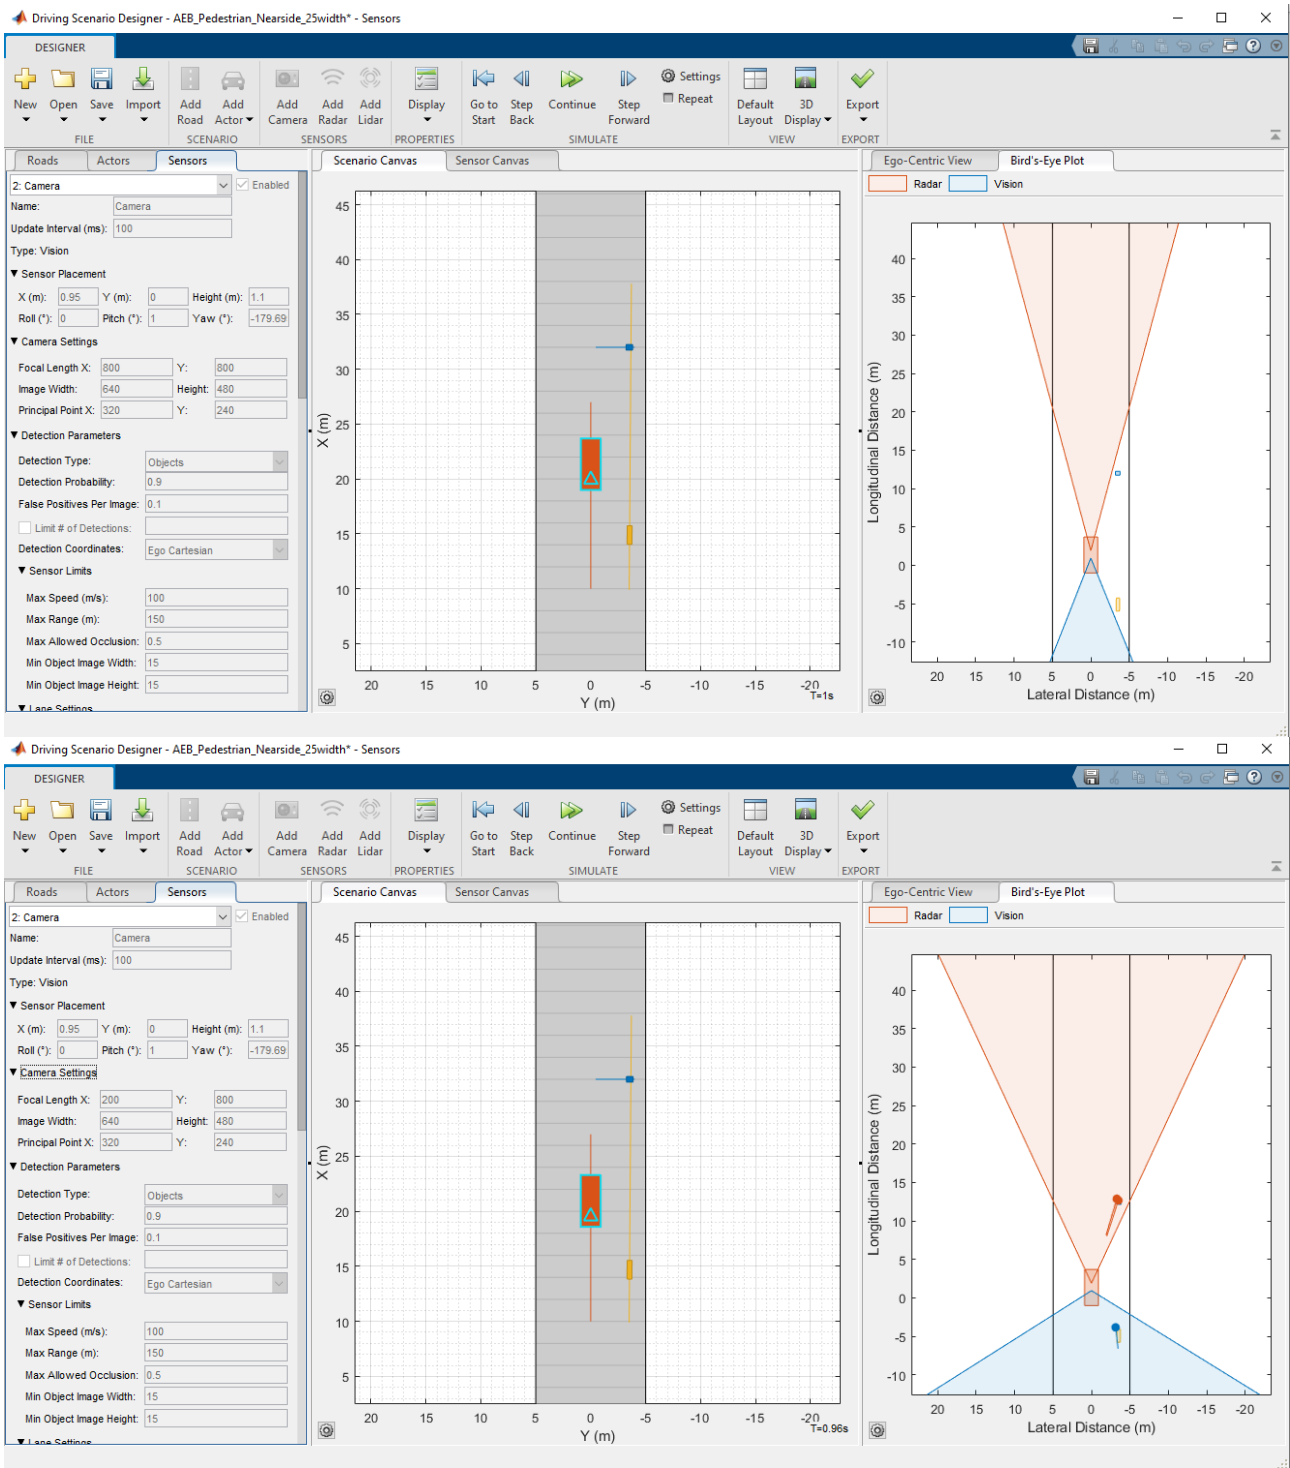 Driving Scenario Designer - AEB_Pedestrian_Nearside_25width* - Sensors
DESIGNER
New Open Save Import Add Road Add Actor Add Camera Add Radar Add Lidar Display Go to Start Step Back Continue Step Forward Settings Repeat Default Layout 3D Display Export
FILE SCENARIO SENSORS PROPERTIES SIMULATE VIEW EXPORT
Roads Actors Sensors
2: Camera Enabled
Name: Camera
Update Interval (ms): 100
Type: Vision
Sensor Placement
X (m): 0.95 Y (m): 0 Height (m): 1.1
Roll (°): 0 Pitch (°): 1 Yaw (°): -179.69
Camera Settings
Focal Length X: 800 Y: 800
Image Width: 640 Height: 480
Principal Point X: 320 Y: 240
Detection Parameters
Detection Type: Objects
Detection Probability: 0.9
False Positives Per Image: 0.1
Limit # of Detections:
Detection Coordinates: Ego Cartesian
Sensor Limits
Max Speed (m/s): 100
Max Range (m): 150
Max Allowed Occlusion: 0.5
Min Object Image Width: 15
Min Object Image Height: 15
Lane Settings
Scenario Canvas Sensor Canvas
45
40
35
30
25
20
15
10
5
X (m)
20 15 10 5 0 -5 -10 -15 -20
Y (m)
T=1s
Ego-Centric View Bird's-Eye Plot
Radar Vision
40
35
30
25
20
15
10
5
0
-5
-10
Longitudinal Distance (m)
20 15 10 5 0 -5 -10 -15 -20
Lateral Distance (m)
Driving Scenario Designer - AEB_Pedestrian_Nearside_25width* - Sensors
DESIGNER
New Open Save Import Add Road Add Actor Add Camera Add Radar Add Lidar Display Go to Start Step Back Continue Step Forward Settings Repeat Default Layout 3D Display Export
FILE SCENARIO SENSORS PROPERTIES SIMULATE VIEW EXPORT
Roads Actors Sensors
2: Camera Enabled
Name: Camera
Update Interval (ms): 100
Type: Vision
Sensor Placement
X (m): 0.95 Y (m): 0 Height (m): 1.1
Roll (°): 0 Pitch (°): 1 Yaw (°): -179.69
Camera Settings
Focal Length X: 200 Y: 800
Image Width: 640 Height: 480
Principal Point X: 320 Y: 240
Detection Parameters
Detection Type: Objects
Detection Probability: 0.9
False Positives Per Image: 0.1
Limit # of Detections:
Detection Coordinates: Ego Cartesian
Sensor Limits
Max Speed (m/s): 100
Max Range (m): 150
Max Allowed Occlusion: 0.5
Min Object Image Width: 15
Min Object Image Height: 15
Lane Settings
Scenario Canvas Sensor Canvas
45
40
35
30
25
20
15
10
5
X (m)
20 15 10 5 0 -5 -10 -15 -20
Y (m)
T=0.96s
Ego-Centric View Bird's-Eye Plot
Radar Vision
40
35
30
25
20
15
10
5
0
-5
-10
Longitudinal Distance (m)
20 15 10 5 0 -5 -10 -15 -20
Lateral Distance (m)